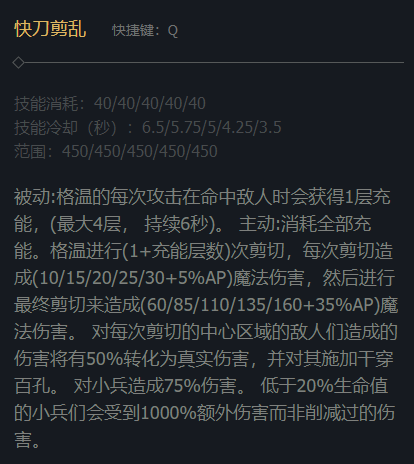 快刀剪乱 快捷键：Q
技能消耗：40/40/40/40/40
技能冷却（秒）：6.5/5.75/5/4.25/3.5
范围：450/450/450/450/450
被动:格温的每次攻击在命中敌人时会获得1层充
能，(最大4层， 持续6秒)。 主动:消耗全部充
能。格温进行(1+充能层数)次剪切，每次剪切造
成(10/15/20/25/30+5%AP)魔法伤害，然后进行
最终剪切来造成(60/85/110/135/160+35%AP)魔
法伤害。 对每次剪切的中心区域的敌人们造成的
伤害将有50%转化为真实伤害，并对其施加千穿
百孔。 对小兵造成75%伤害。 低于20%生命值
的小兵们会受到1000%额外伤害而非削减过的伤
害。